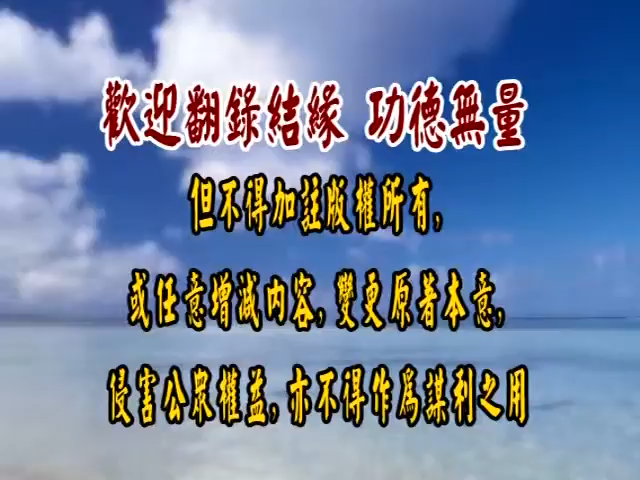 歡迎翻錄結緣 功德無量
但不得加註版權所有,
或任意增減內容,變更原著本意,
侵害公眾權益,亦不得作為謀利之用